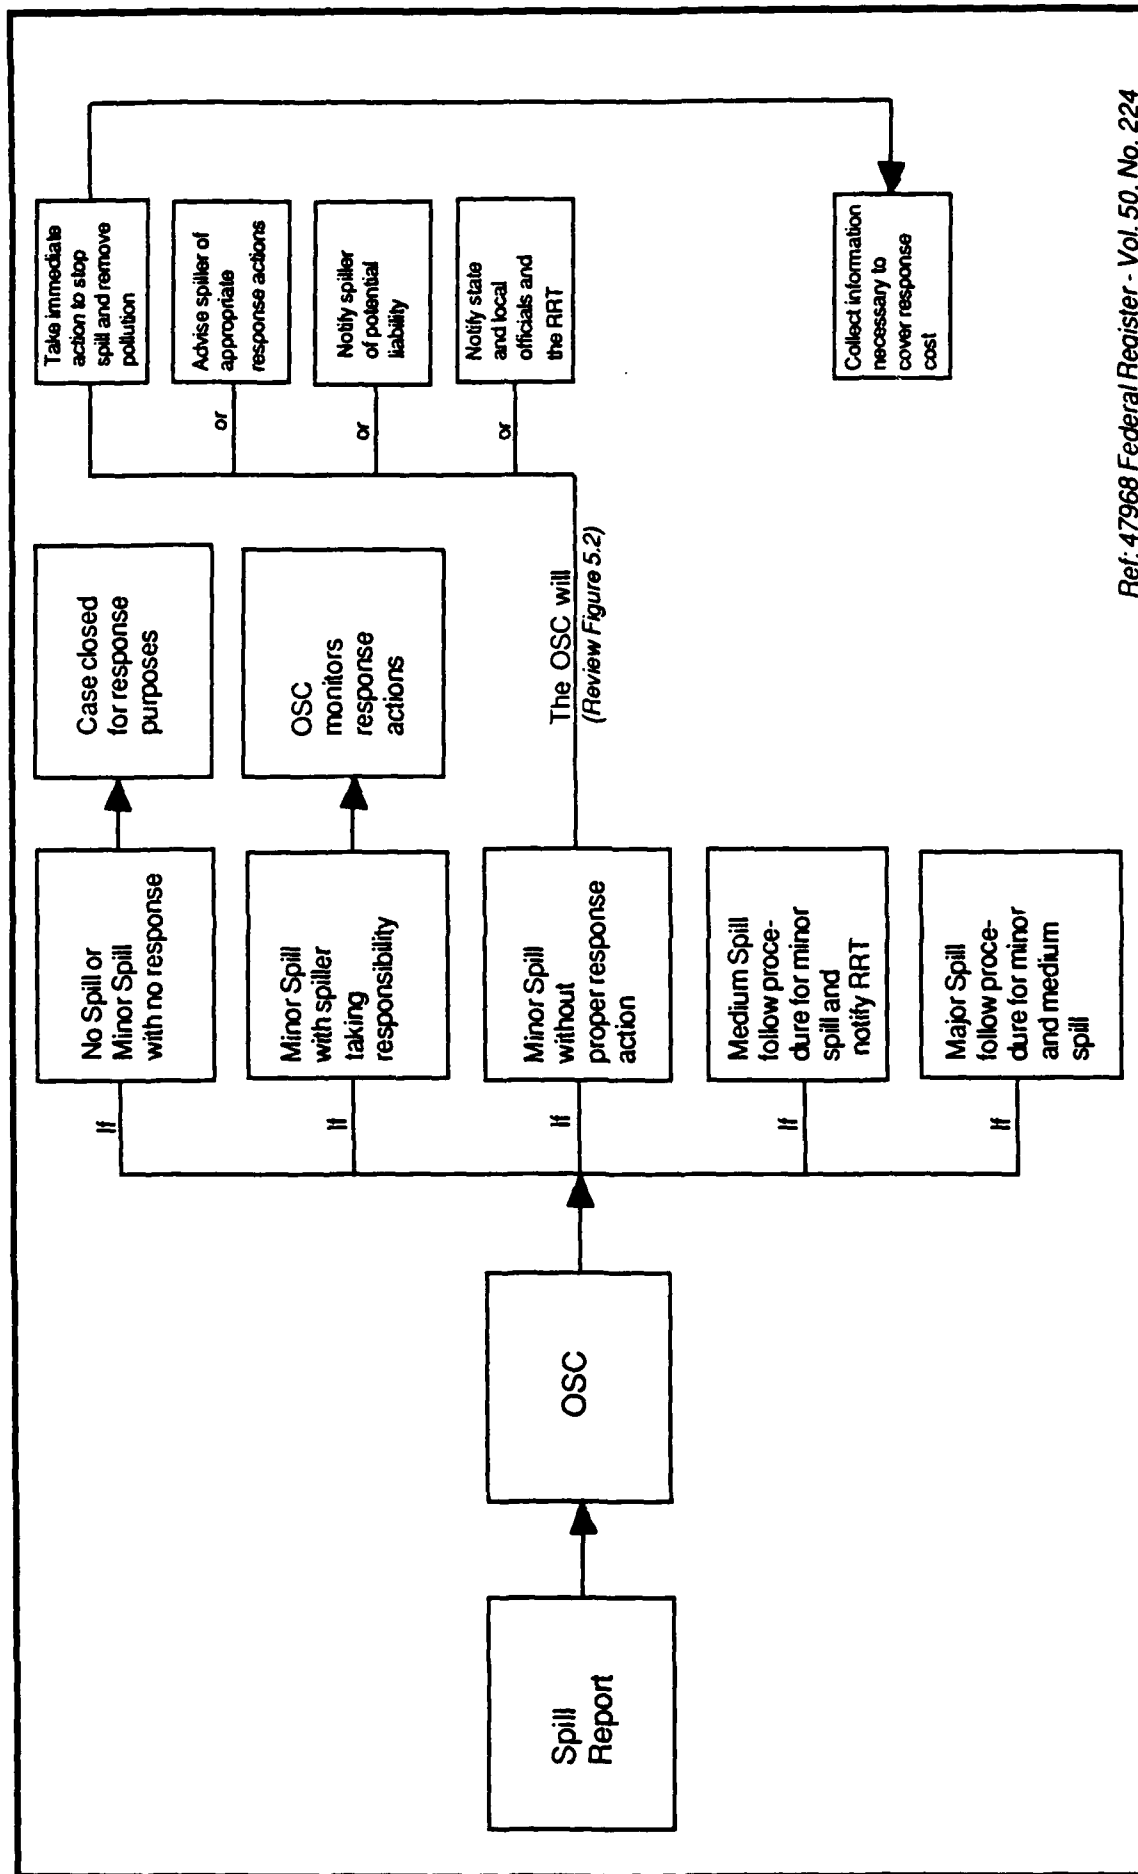 Spill
Report
OSC
If
No Spill or
Minor Spill
with no response
If
Minor Spill
with spiller
taking
responsibility
If
Minor Spill
without
proper response
action
If
Medium Spill
follow proce-
dure for minor
spill and
notify RRT
If
Major Spill
follow proce-
dure for minor
and medium
spill
Case closed
for response
purposes
OSC
monitors
response
actions
The OSC will
(Review Figure 5.2)
Take immediate
action to stop
spill and remove
pollution
or
Advise spiller of
appropriate
response actions
or
Notify spiller
of potential
liability
or
Notify state
and local
officials and
the RRT
Collect information
necessary to
cover response
cost
Ref: 47968 Federal Register - Vol. 50. No. 224